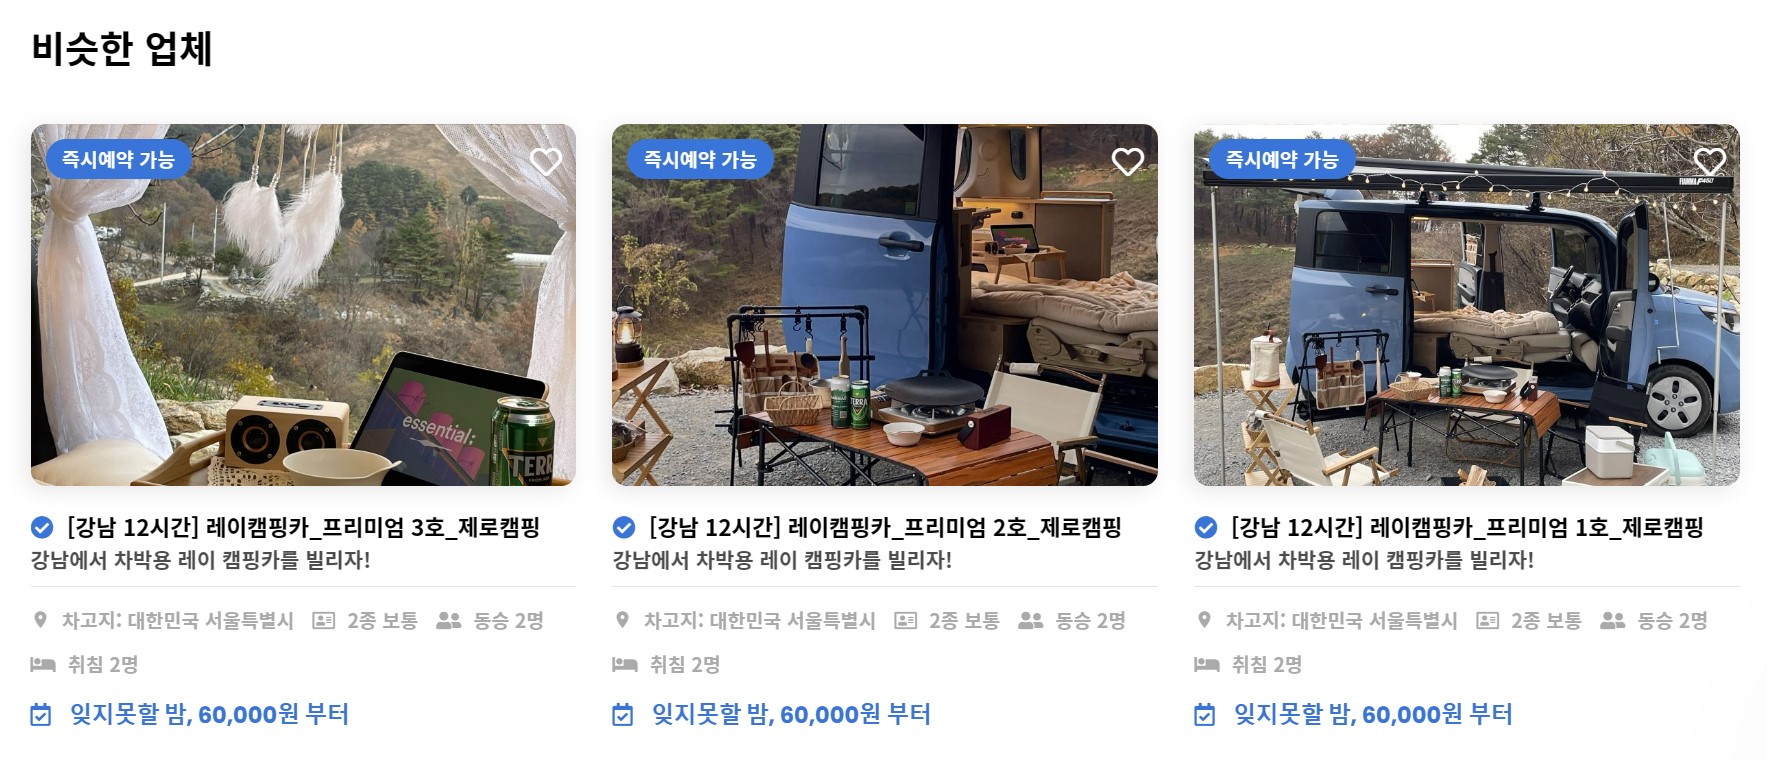 비슷한 업체
즉시예약 가능
essential;
TERR
[강남 12시간] 레이캠핑카_프리미엄 3호_제로캠핑
강남에서 차박용 레이 캠핑카를 빌리자!
차고지: 대한민국 서울특별시 2종 보통 동승 2명
취침 2명
잊지못할 밤, 60,000원 부터
즉시예약 가능
TERRA
[강남 12시간] 레이캠핑카_프리미엄 2호_제로캠핑
강남에서 차박용 레이 캠핑카를 빌리자!
차고지: 대한민국 서울특별시 2종 보통 동승 2명
취침 2명
잊지못할 밤, 60,000원 부터
즉시예약 가능
FIAMMA F45S
[강남 12시간] 레이캠핑카_프리미엄 1호_제로캠핑
강남에서 차박용 레이 캠핑카를 빌리자!
차고지: 대한민국 서울특별시 2종 보통 동승 2명
취침 2명
잊지못할 밤, 60,000원 부터